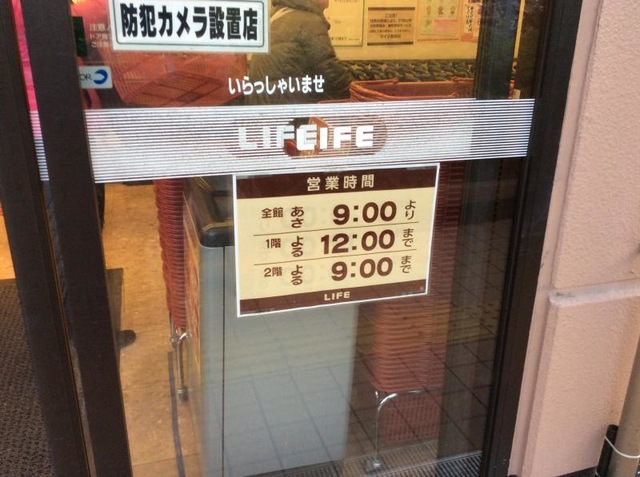 防犯カメラ設置店
いらっしゃいませ
LIFEIFE
営業時間
全館 あさ 9:00 より
1階 よる 12:00 まで
2階 よる 9:00 まで
LIFE